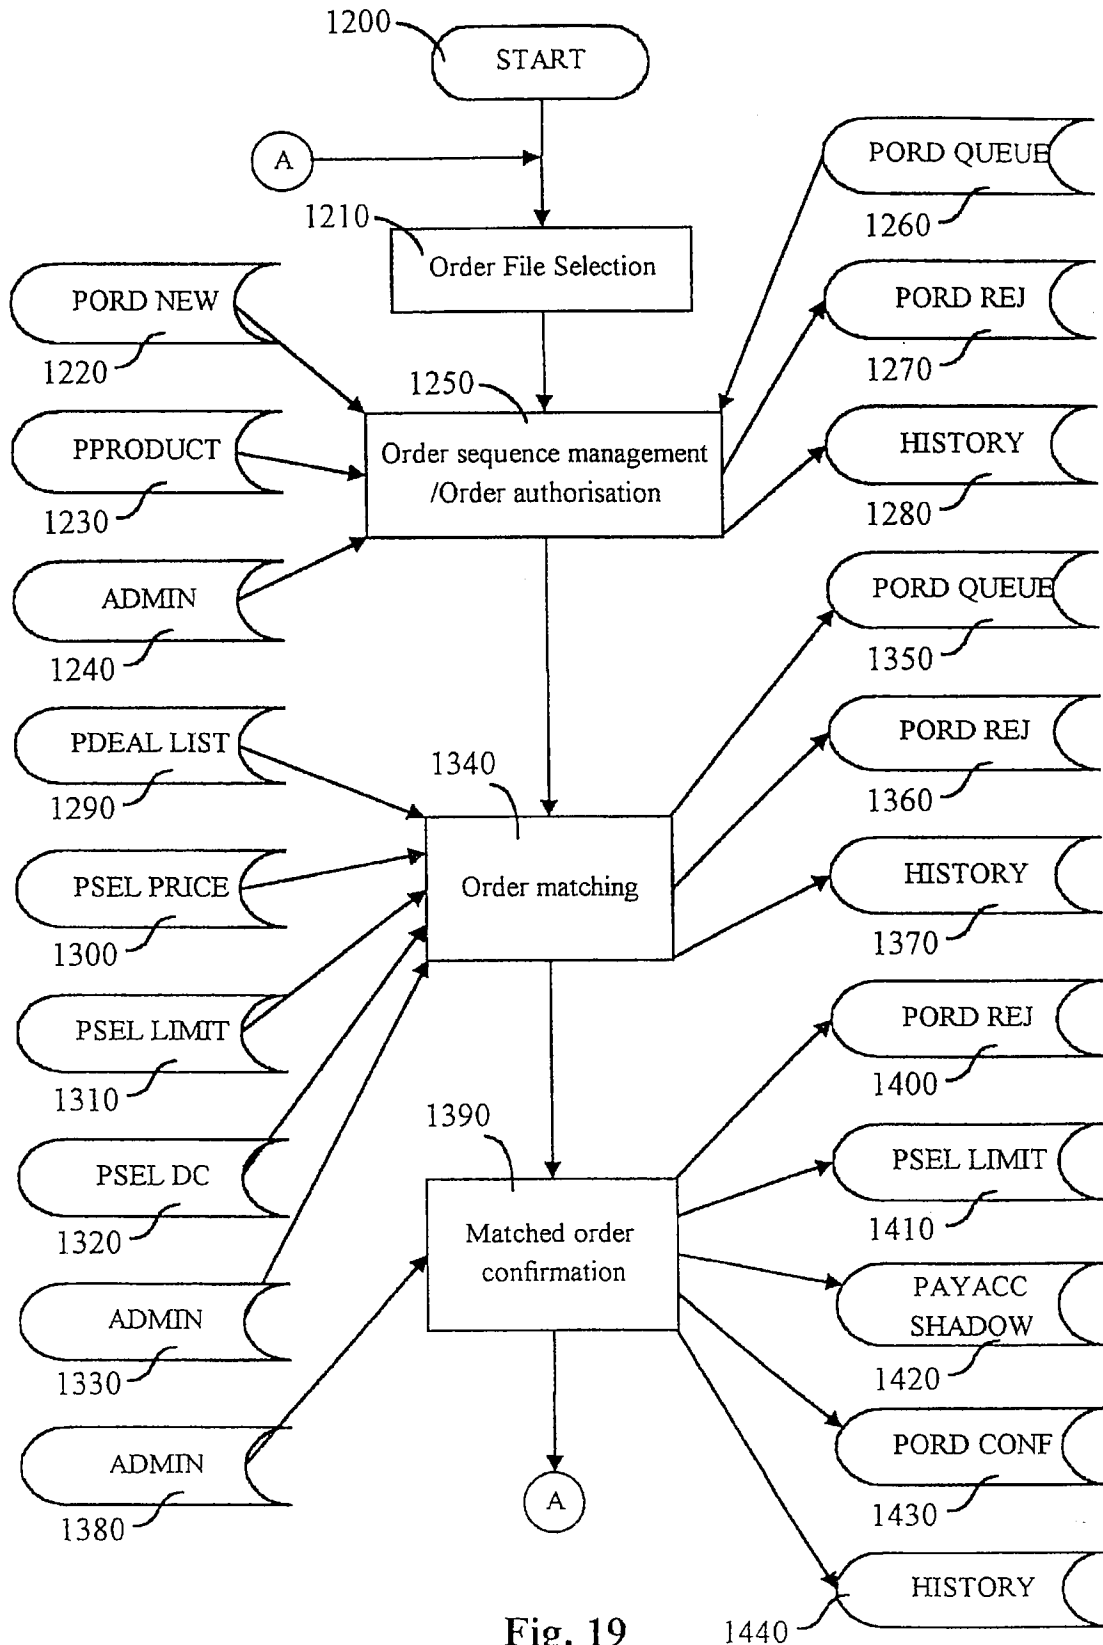 1200
START
A
PORD QUEUE
1260
1210
Order File Selection
PORD NEW
1220
PORD REJ
1270
1250
Order sequence management
/Order authorisation
PPRODUCT
1230
HISTORY
1280
ADMIN
1240
PORD QUEUE
1350
PDEAL LIST
1290
1340
PORD REJ
1360
Order matching
PSEL PRICE
1300
HISTORY
1370
PSEL LIMIT
1310
PORD REJ
1400
1390
PSEL DC
1320
PSEL LIMIT
1410
Matched order
confirmation
ADMIN
1330
PAYACC
SHADOW
1420
ADMIN
1380
PORD CONF
1430
A
HISTORY
1440
Fig. 19